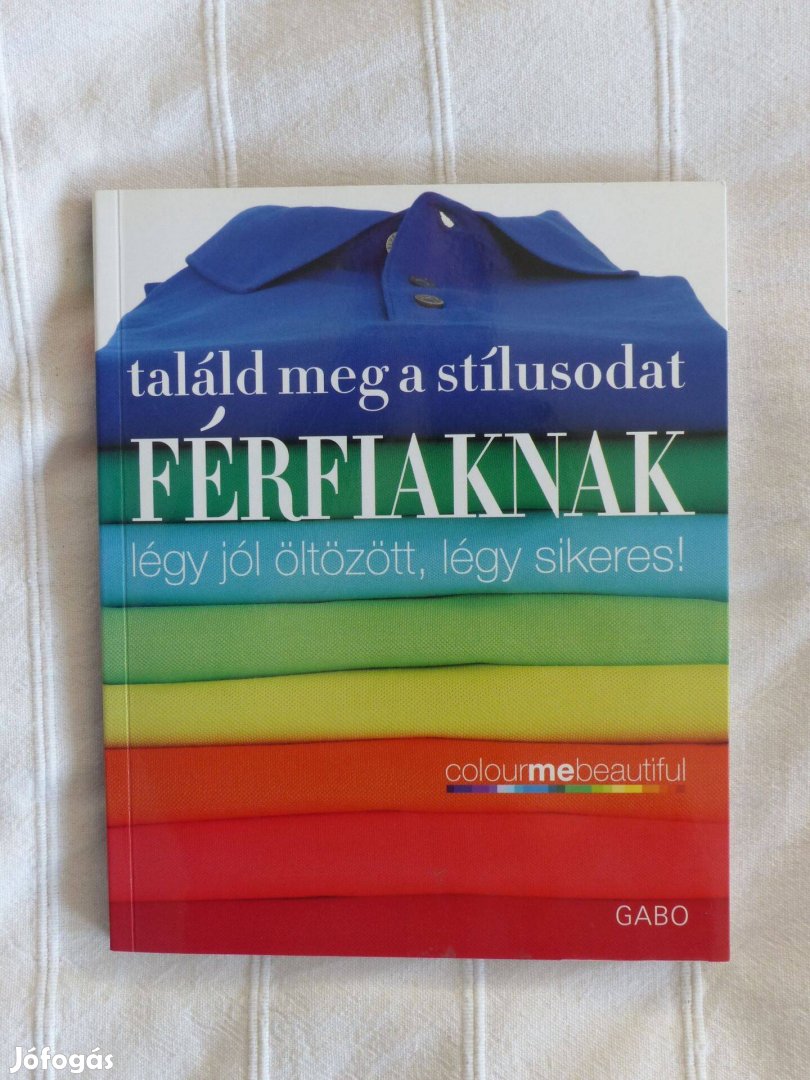 találd meg a stílusodat
FÉRFIAKNAK
légy jól öltözött, légy sikeres!
colourmebeautiful
GABO
Jófogás